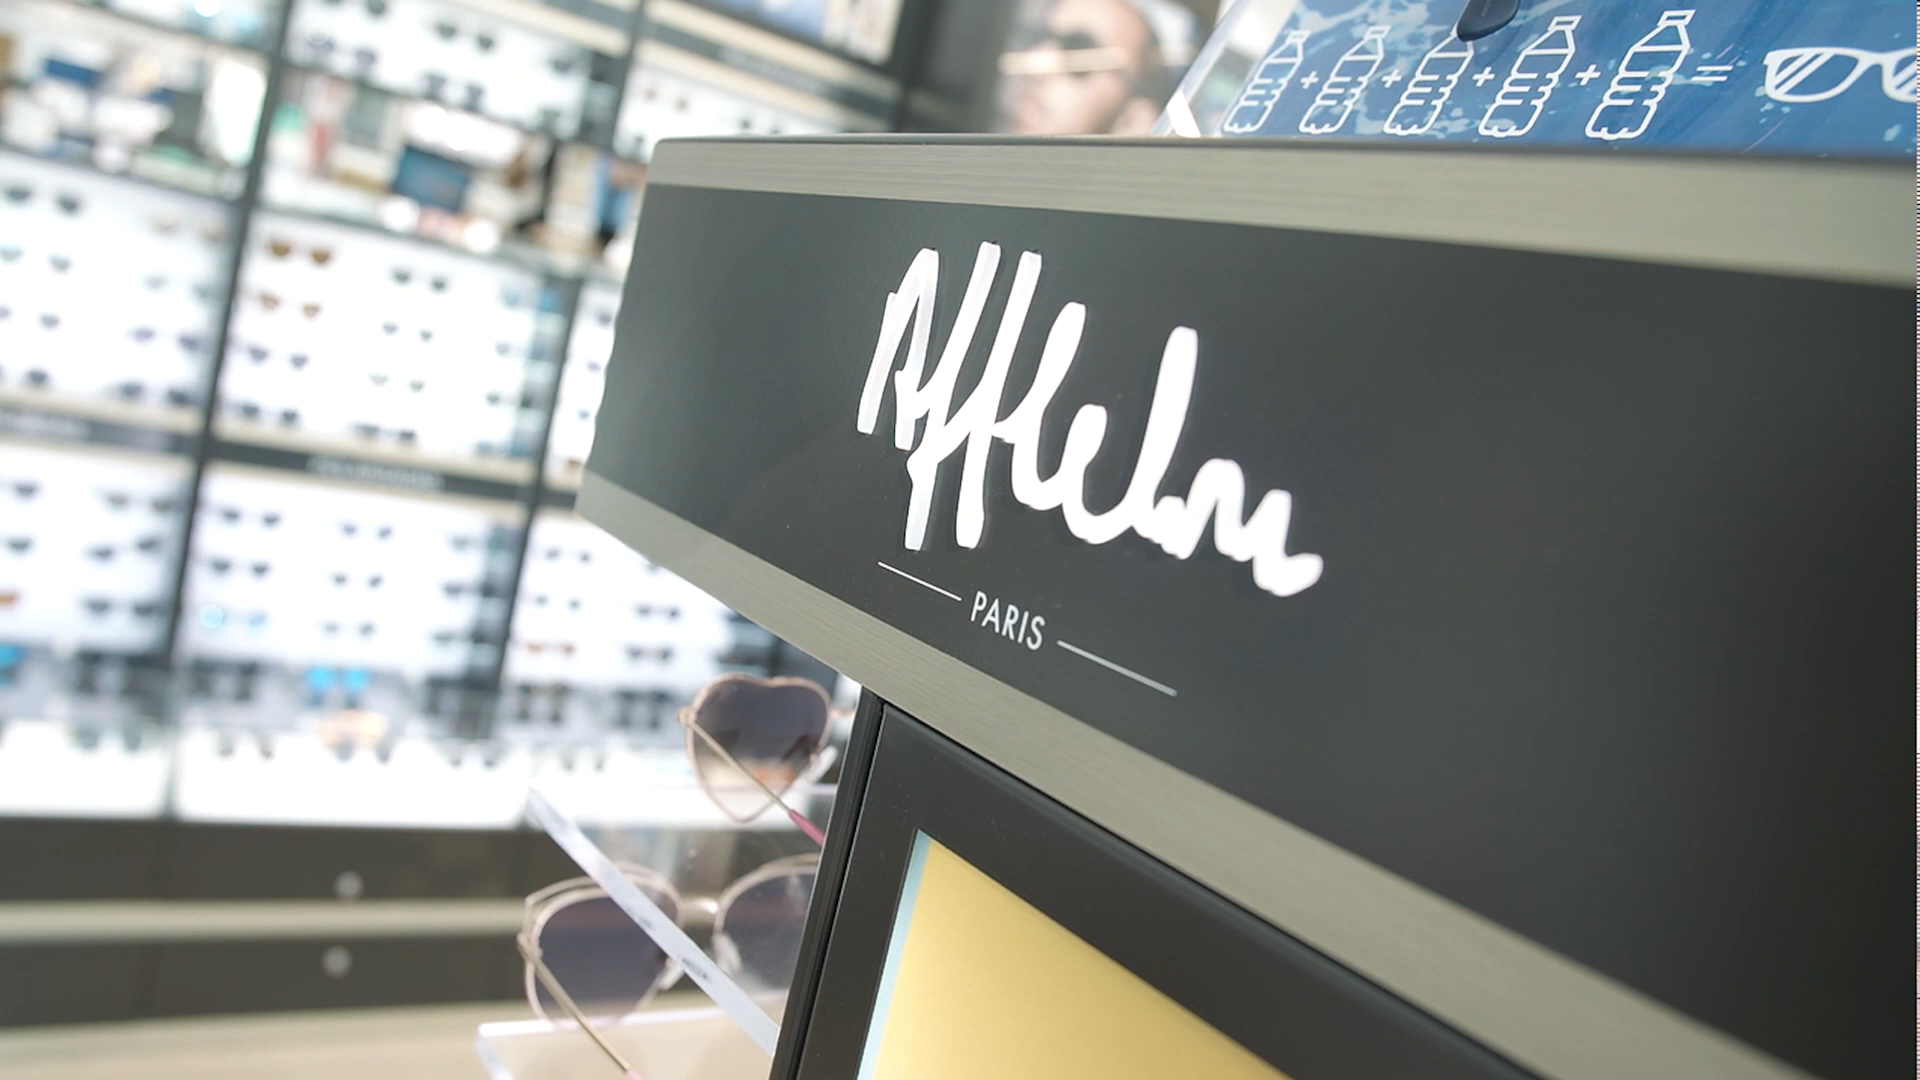 + + + + =
Afflelou
PARIS